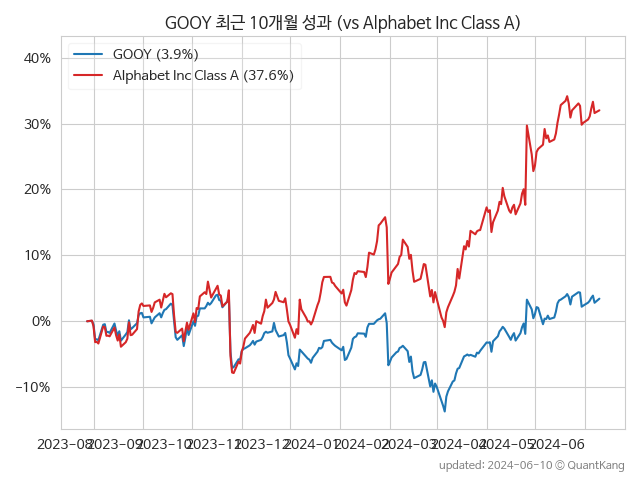 GOOY 최근 10개월 성과 (vs Alphabet Inc Class A)
GOOY (3.9%)
Alphabet Inc Class A (37.6%)
40%
30%
20%
10%
0%
−10%
2023-08 2023-09 2023-10 2023-11 2023-12 2024-01 2024-02 2024-03 2024-04 2024-05 2024-06
updated: 2024-06-10 © QuantKang